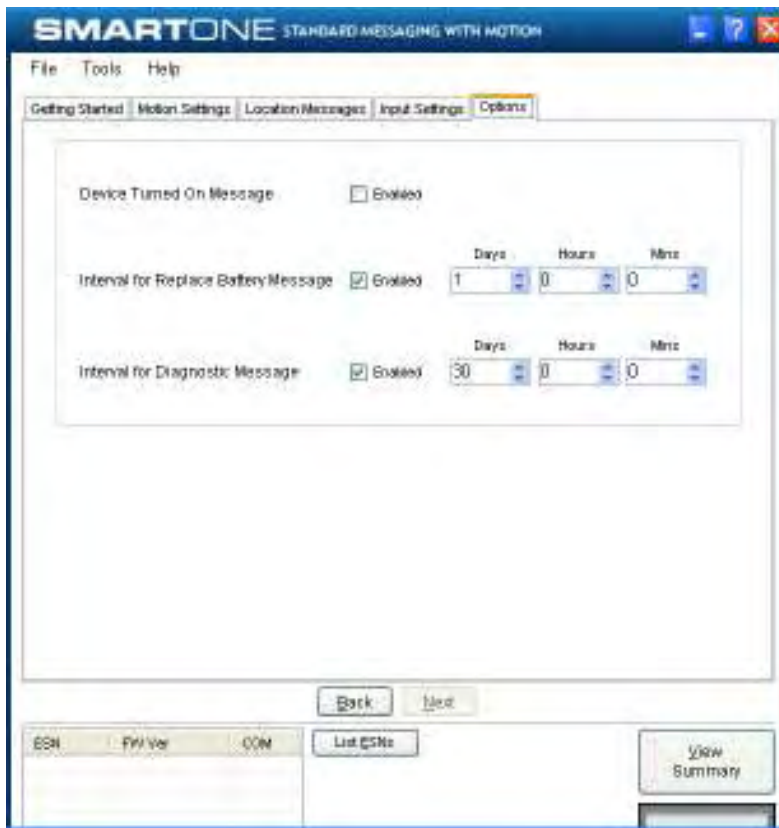 SMARTONE STANDARD MESSAGING WITH MOTION
File Tools Help
Getting Started Motion Settings Location Messages Input Settings Options
Device Turned On Message Enabled
Days Hours Mins
Interval for Replace Battery Message Enabled 1 0 0
Days Hours Mins
Interval for Diagnostic Message Enabled 30 0 0
Back Next
ESN FW Ver COM List ESNs
View
Summary